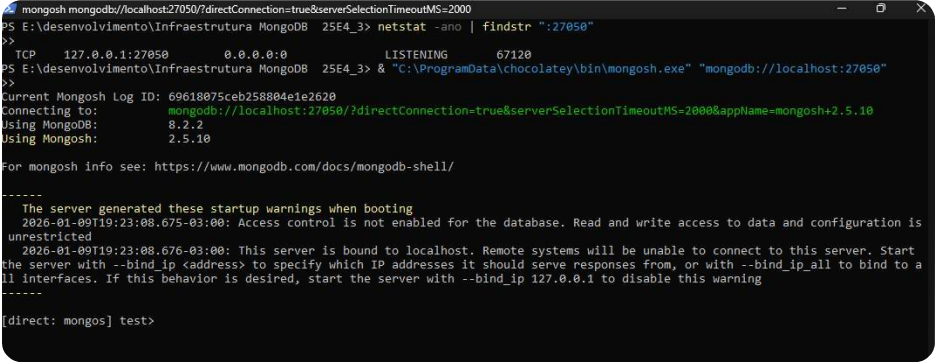 mongosh mongodb://localhost:27050/?directConnection=true&serverSelectionTimeoutMS=2000
PS E:\desenvolvimento\Infraestrutura MongoDB  25E4_3> netstat -ano | findstr ":27050"
>>
  TCP    127.0.0.1:27050        0.0.0.0:0              LISTENING       67120
PS E:\desenvolvimento\Infraestrutura MongoDB  25E4_3> & "C:\ProgramData\chocolatey\bin\mongosh.exe" "mongodb://localhost:27050"
>>
Current Mongosh Log ID: 69618075ceb258804e1e2620
Connecting to:          mongodb://localhost:27050/?directConnection=true&serverSelectionTimeoutMS=2000&appName=mongosh+2.5.10
Using MongoDB:          8.2.2
Using Mongosh:          2.5.10
For mongosh info see: https://www.mongodb.com/docs/mongodb-shell/
------
   The server generated these startup warnings when booting
   2026-01-09T19:23:08.675-03:00: Access control is not enabled for the database. Read and write access to data and configuration is
 unrestricted
   2026-01-09T19:23:08.676-03:00: This server is bound to localhost. Remote systems will be unable to connect to this server. Start
the server with --bind_ip <address> to specify which IP addresses it should serve responses from, or with --bind_ip_all to bind to a
ll interfaces. If this behavior is desired, start the server with --bind_ip 127.0.0.1 to disable this warning
------
[direct: mongos] test>